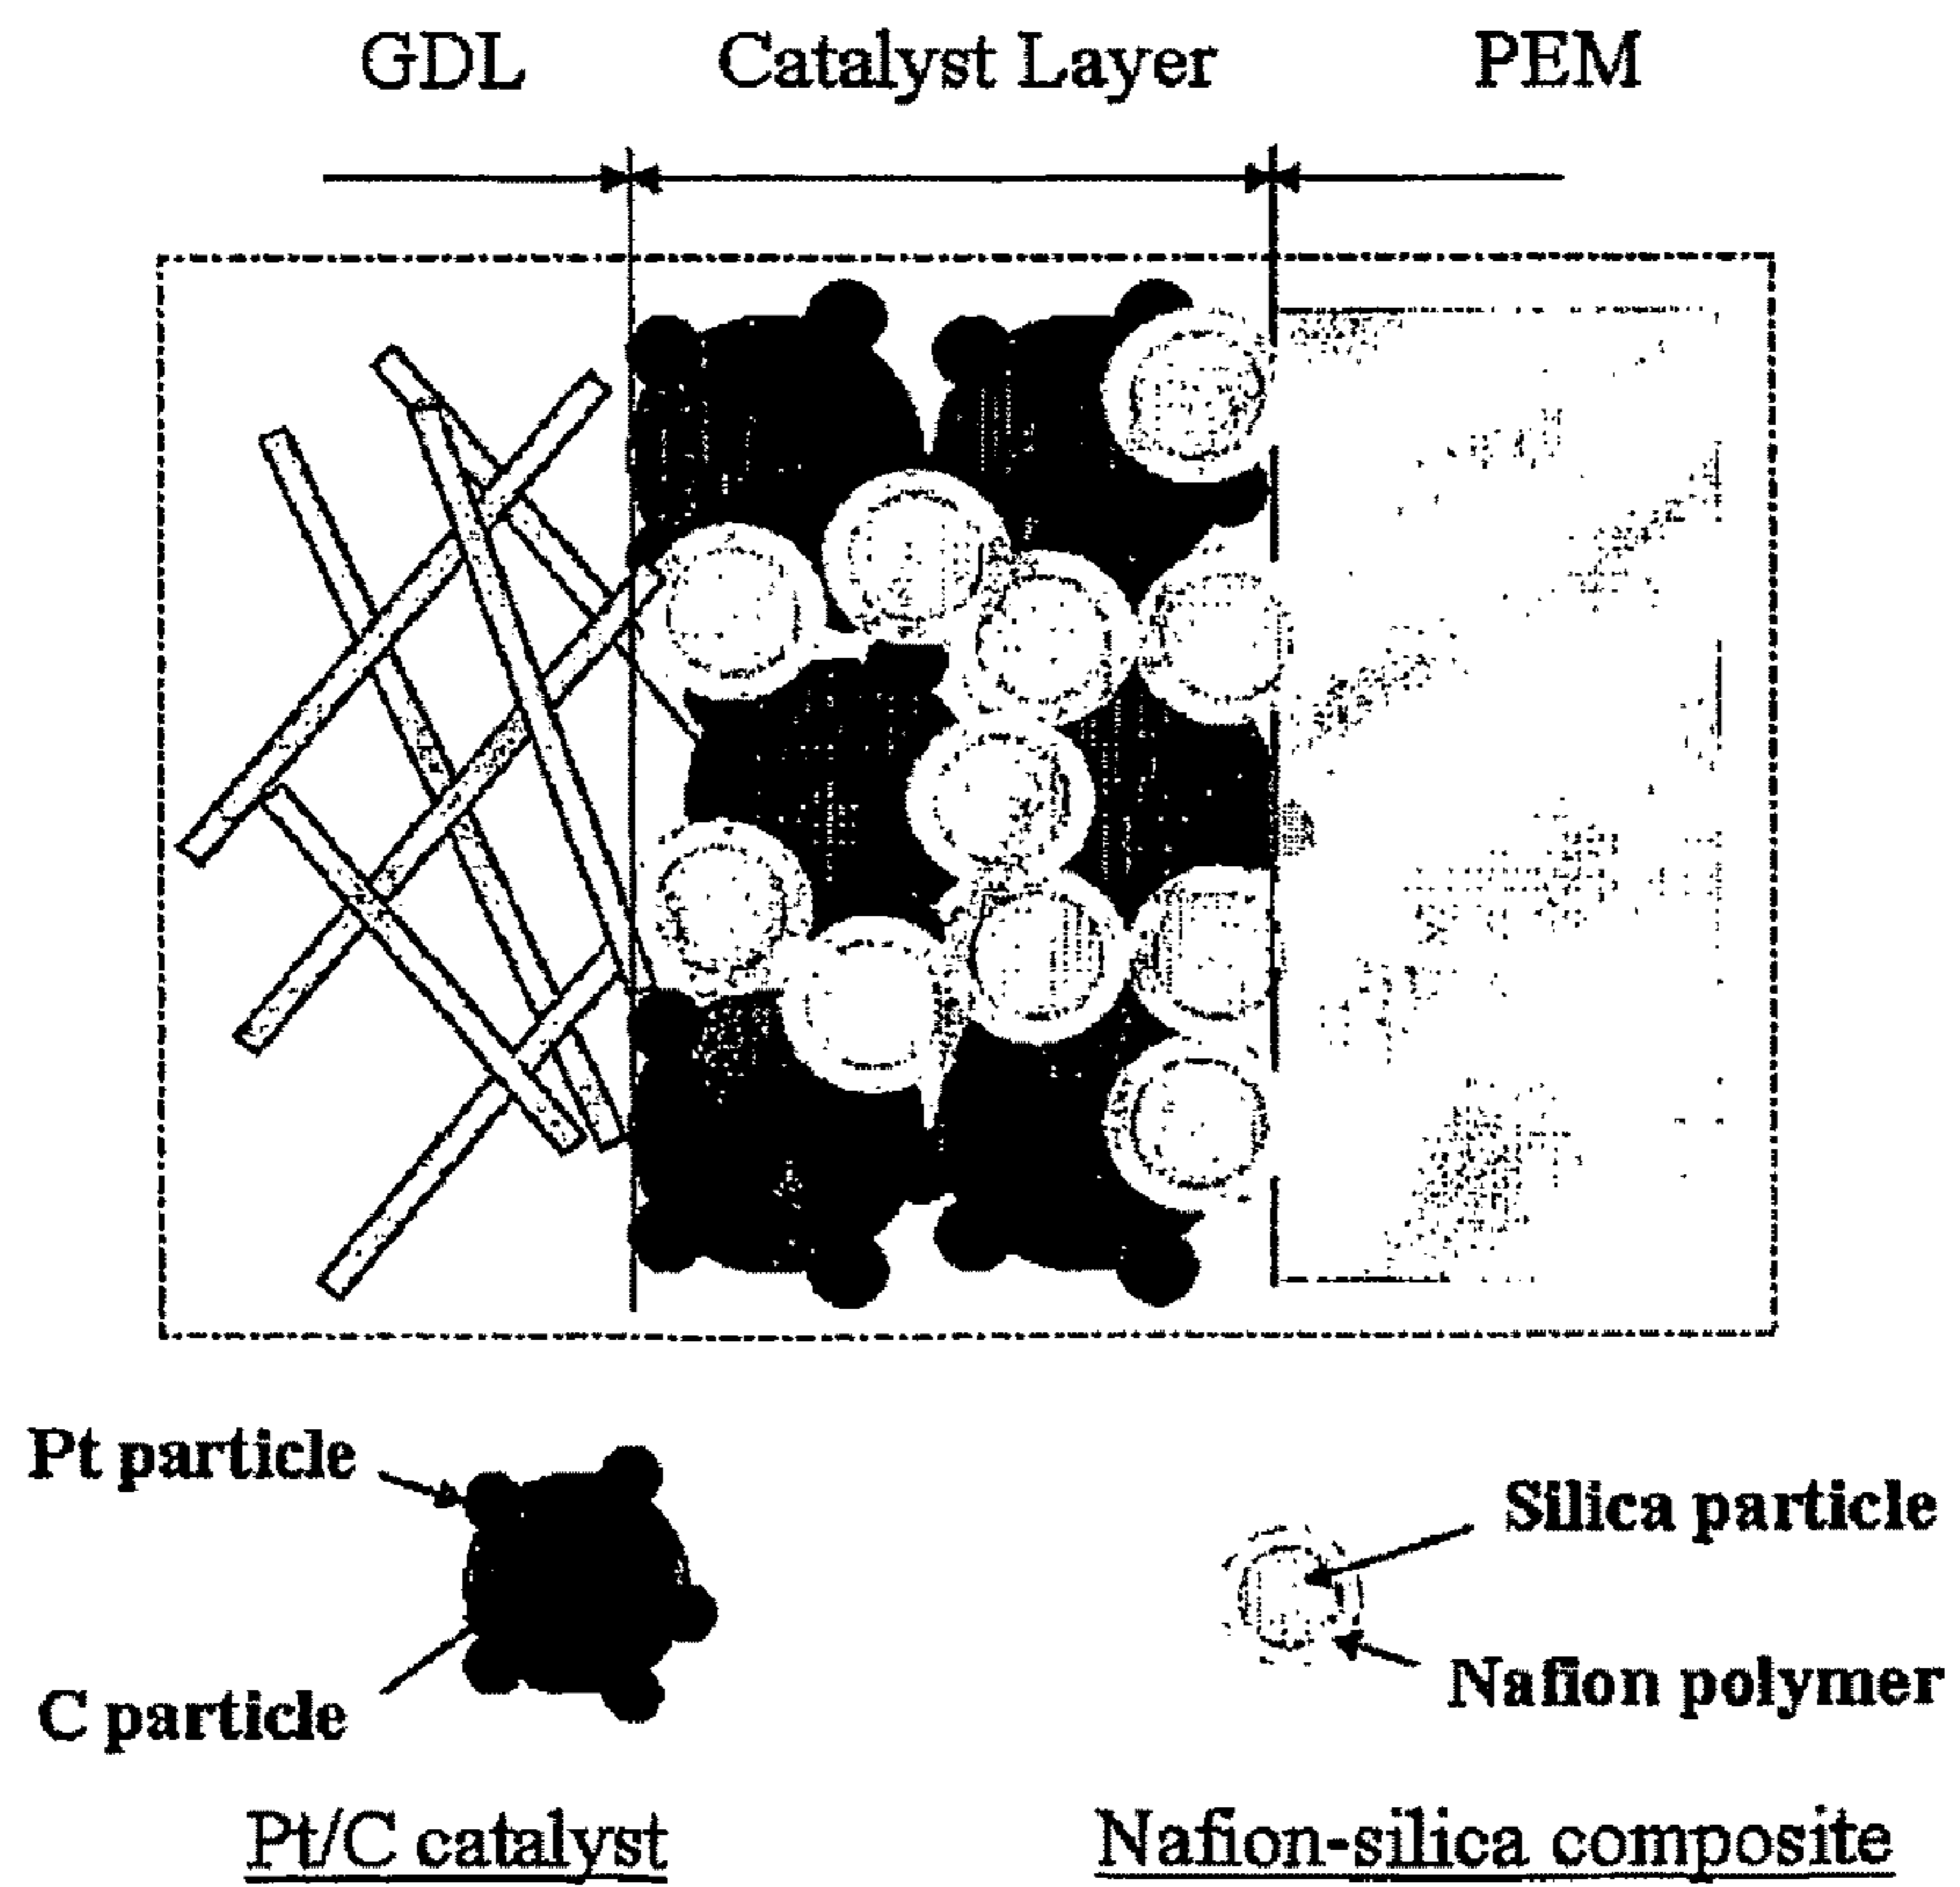 GDL Catalyst Layer PEM
Pt particle
Silica particle
C particle
Nafion polymer
Pt/C catalyst
Nafion-silica composite